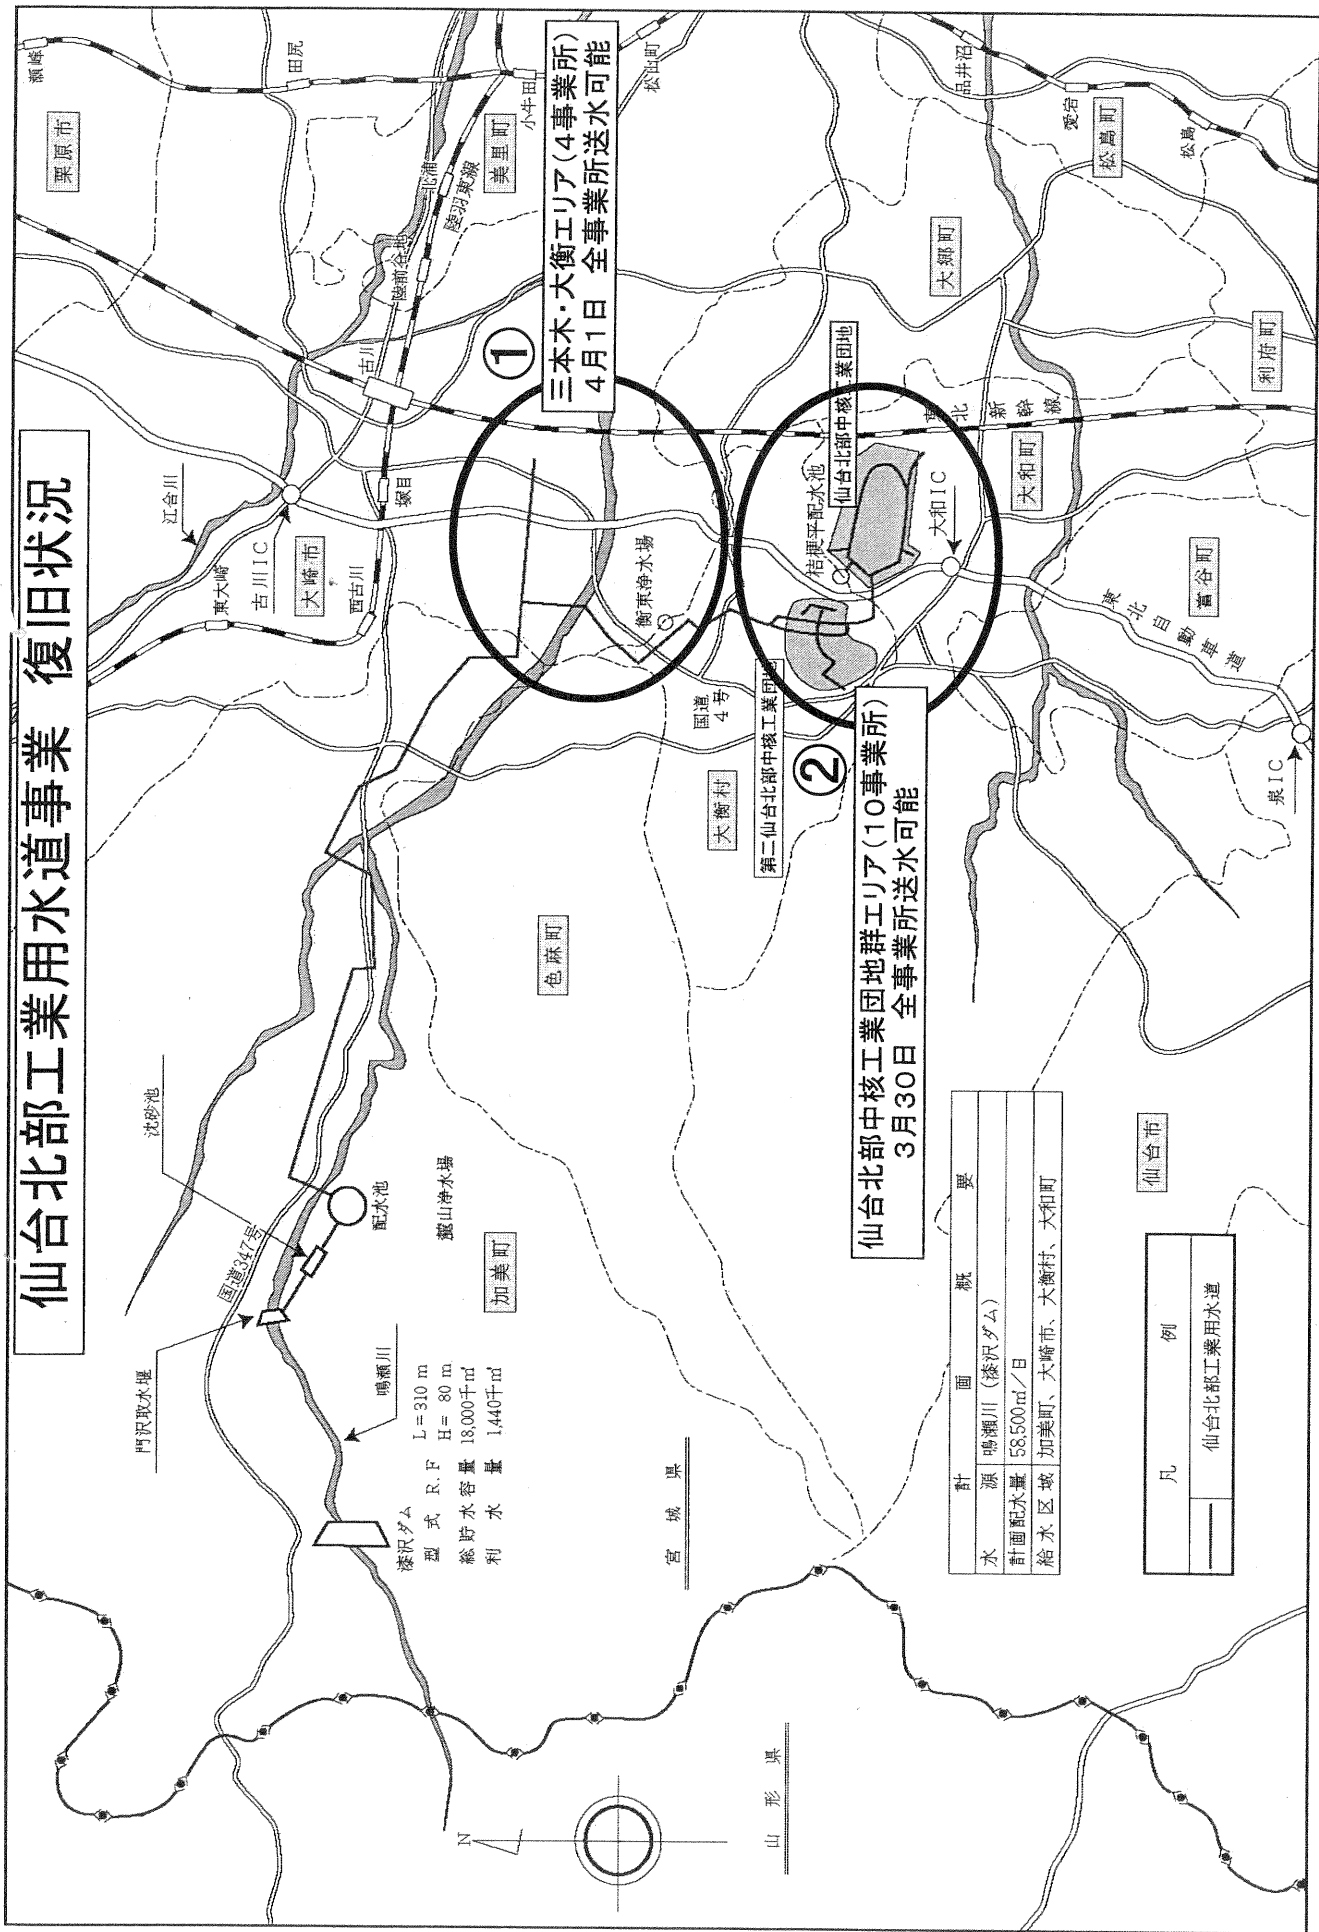 仙台北部工業用水道事業 復旧状況
瀬峰
栗原市
田尻
江合川
東大崎
古川IC
大崎市
西古川
塚目
古川
陸前谷地
北浦
陸羽東線
美里町
小牛田
①
三本木・大衡エリア(4事業所)
4月1日 全事業所送水可能
松山町
沈砂池
国道347号
門沢取水堰
配水池
麓山浄水場
加美町
鳴瀬川
漆沢ダム
型式 R.F L=310m
H= 80m
総貯水容量 18,000千㎥
利水量 1,440千㎥
色麻町
衡東浄水場
国道
4号
大衡村
第二仙台北部中核工業団地
②
仙台北部中核工業団地群エリア(10事業所)
3月30日 全事業所送水可能
桔梗平配水池
仙台北部中核工業団地
大和IC
東北新幹線
大和町
大郷町
品井沼
愛宕
松島町
松島
利府町
富谷町
東北自動車道
泉IC
仙台市
宮城県
山形県
N
計画概要
水源 鳴瀬川(漆沢ダム)
計画配水量 58,500㎥/日
給水区域 加美町、大崎市、大衡村、大和町
凡例
仙台北部工業用水道